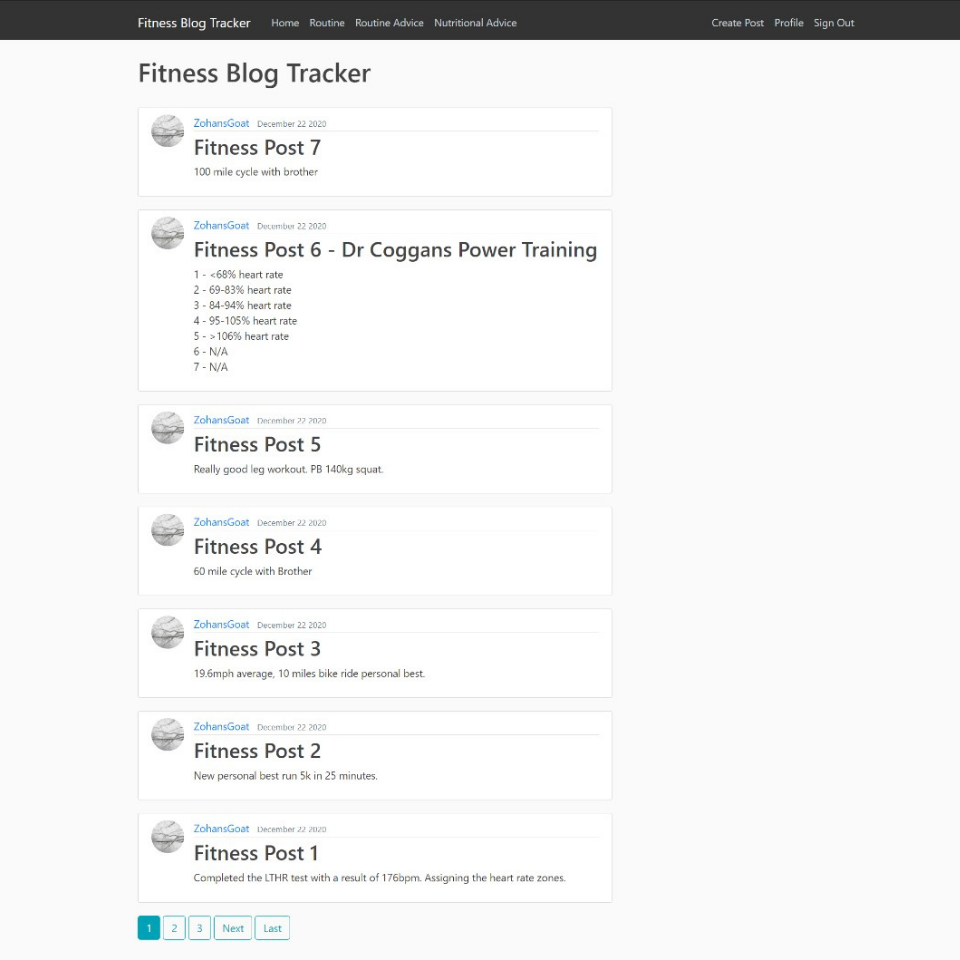 Fitness Blog Tracker Home Routine Routine Advice Nutritional Advice Create Post Profile Sign Out
Fitness Blog Tracker
ZohansGoat December 22 2020
Fitness Post 7
100 mile cycle with brother
ZohansGoat December 22 2020
Fitness Post 6 - Dr Coggans Power Training
1 - <68% heart rate
2 - 69-83% heart rate
3 - 84-94% heart rate
4 - 95-105% heart rate
5 - >106% heart rate
6 - N/A
7 - N/A
ZohansGoat December 22 2020
Fitness Post 5
Really good leg workout. PB 140kg squat.
ZohansGoat December 22 2020
Fitness Post 4
60 mile cycle with Brother
ZohansGoat December 22 2020
Fitness Post 3
19.6mph average, 10 miles bike ride personal best.
ZohansGoat December 22 2020
Fitness Post 2
New personal best run 5k in 25 minutes.
ZohansGoat December 22 2020
Fitness Post 1
Completed the LTHR test with a result of 176bpm. Assigning the heart rate zones.
1 2 3 Next Last